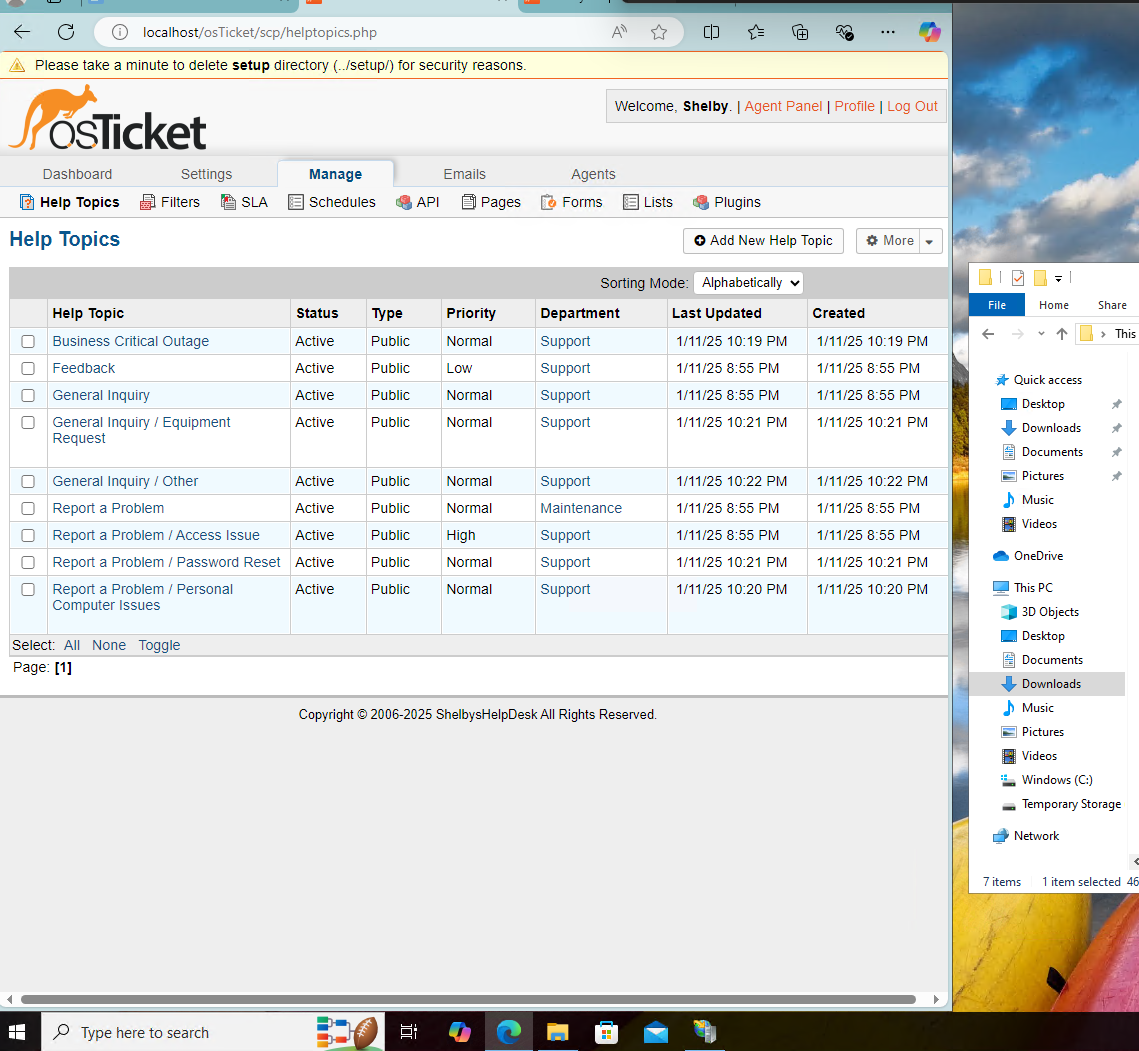 localhost/osTicket/scp/helptopics.php
Please take a minute to delete setup directory (../setup/) for security reasons.
osTicket
Welcome, Shelby. | Agent Panel | Profile | Log Out
Dashboard Settings Manage Emails Agents
Help Topics Filters SLA Schedules API Pages Forms Lists Plugins
Help Topics
Add New Help Topic More
Sorting Mode: Alphabetically
Help Topic Status Type Priority Department Last Updated Created
Business Critical Outage Active Public Normal Support 1/11/25 10:19 PM 1/11/25 10:19 PM
Feedback Active Public Low Support 1/11/25 8:55 PM 1/11/25 8:55 PM
General Inquiry Active Public Normal Support 1/11/25 8:55 PM 1/11/25 8:55 PM
General Inquiry / Equipment Active Public Normal Support 1/11/25 10:21 PM 1/11/25 10:21 PM
Request
General Inquiry / Other Active Public Normal Support 1/11/25 10:22 PM 1/11/25 10:22 PM
Report a Problem Active Public Normal Maintenance 1/11/25 8:55 PM 1/11/25 8:55 PM
Report a Problem / Access Issue Active Public High Support 1/11/25 8:55 PM 1/11/25 8:55 PM
Report a Problem / Password Reset Active Public Normal Support 1/11/25 10:21 PM 1/11/25 10:21 PM
Report a Problem / Personal Active Public Normal Support 1/11/25 10:20 PM 1/11/25 10:20 PM
Computer Issues
Select: All None Toggle
Page: [1]
Copyright © 2006-2025 ShelbysHelpDesk All Rights Reserved.
File Home Share
This
Quick access
Desktop
Downloads
Documents
Pictures
Music
Videos
OneDrive
This PC
3D Objects
Desktop
Documents
Downloads
Music
Pictures
Videos
Windows (C:)
Temporary Storage
Network
7 items 1 item selected 46
Type here to search